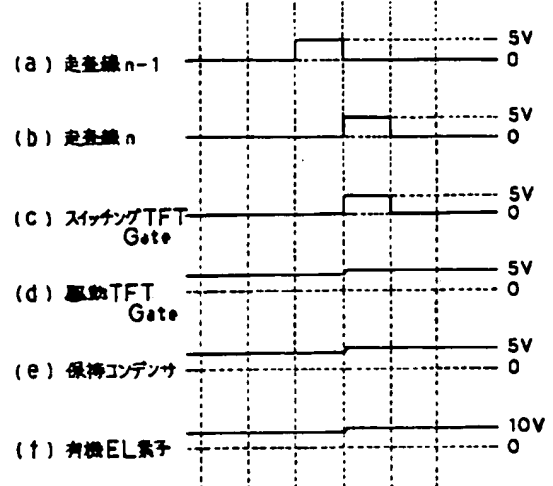 (a) 走査線 n-1
5V
0
(b) 走査線 n
5V
0
(c) スイッチングTFT
Gate
5V
0
(d) 駆動TFT
Gate
5V
0
(e) 保持コンデンサ
5V
0
(f) 有機EL素子
10V
0